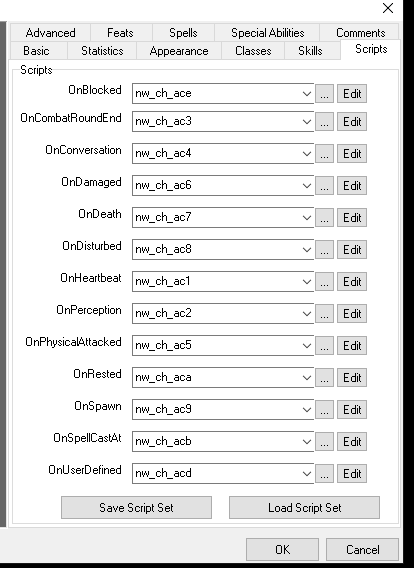 Advanced Feats Spells Special Abilities Comments
Basic Statistics Appearance Classes Skills Scripts
Scripts
OnBlocked nw_ch_ace ... Edit
OnCombatRoundEnd nw_ch_ac3 ... Edit
OnConversation nw_ch_ac4 ... Edit
OnDamaged nw_ch_ac6 ... Edit
OnDeath nw_ch_ac7 ... Edit
OnDisturbed nw_ch_ac8 ... Edit
OnHeartbeat nw_ch_ac1 ... Edit
OnPerception nw_ch_ac2 ... Edit
OnPhysicalAttacked nw_ch_ac5 ... Edit
OnRested nw_ch_aca ... Edit
OnSpawn nw_ch_ac9 ... Edit
OnSpellCastAt nw_ch_acb ... Edit
OnUserDefined nw_ch_acd ... Edit
Save Script Set Load Script Set
OK Cancel